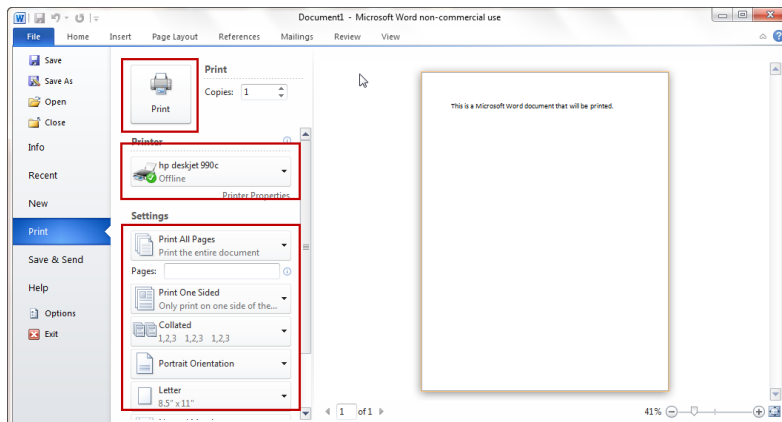 Document1 - Microsoft Word non-commercial use
File Home Insert Page Layout References Mailings Review View
Save
Save As
Open
Close
Info
Recent
New
Print
Save & Send
Help
Options
Exit
Print
Print
Copies: 1
Printer
hp deskjet 990c
Offline
Printer Properties
Settings
Print All Pages
Print the entire document
Pages:
Print One Sided
Only print on one side of the...
Collated
1,2,3 1,2,3 1,2,3
Portrait Orientation
Letter
8.5" x 11"
This is a Microsoft Word document that will be printed.
1 of 1
41%